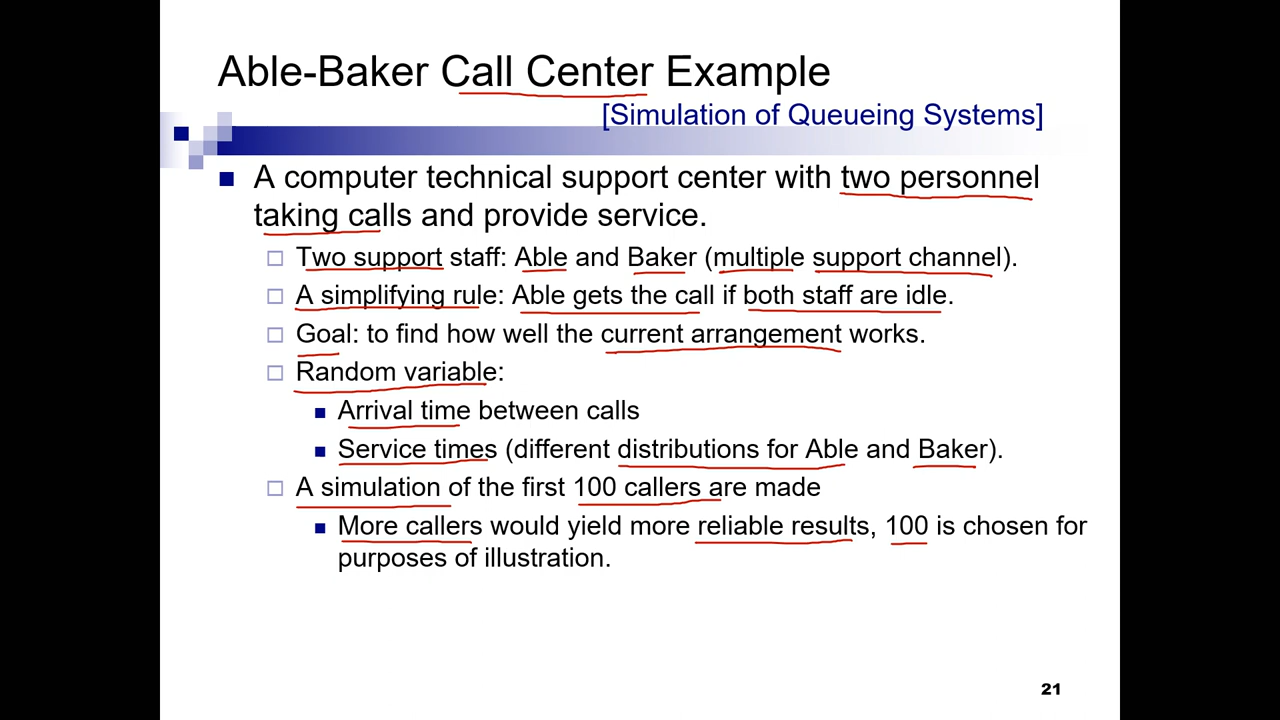 Able-Baker Call Center Example
[Simulation of Queueing Systems]
A computer technical support center with two personnel
taking calls and provide service.
Two support staff: Able and Baker (multiple support channel).
A simplifying rule: Able gets the call if both staff are idle.
Goal: to find how well the current arrangement works.
Random variable:
Arrival time between calls
Service times (different distributions for Able and Baker).
A simulation of the first 100 callers are made
More callers would yield more reliable results, 100 is chosen for
purposes of illustration.
21